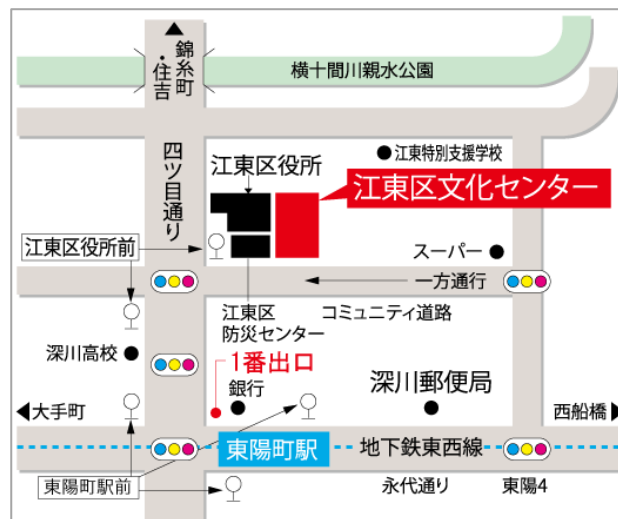 錦糸町
・住吉
横十間川親水公園
四ツ目通り
江東区役所
江東特別支援学校
江東区文化センター
江東区役所前
スーパー
一方通行
江東区
防災センター
コミュニティ道路
深川高校
1番出口
銀行
深川郵便局
大手町
西船橋
東陽町駅
地下鉄東西線
東陽町駅前
永代通り
東陽4